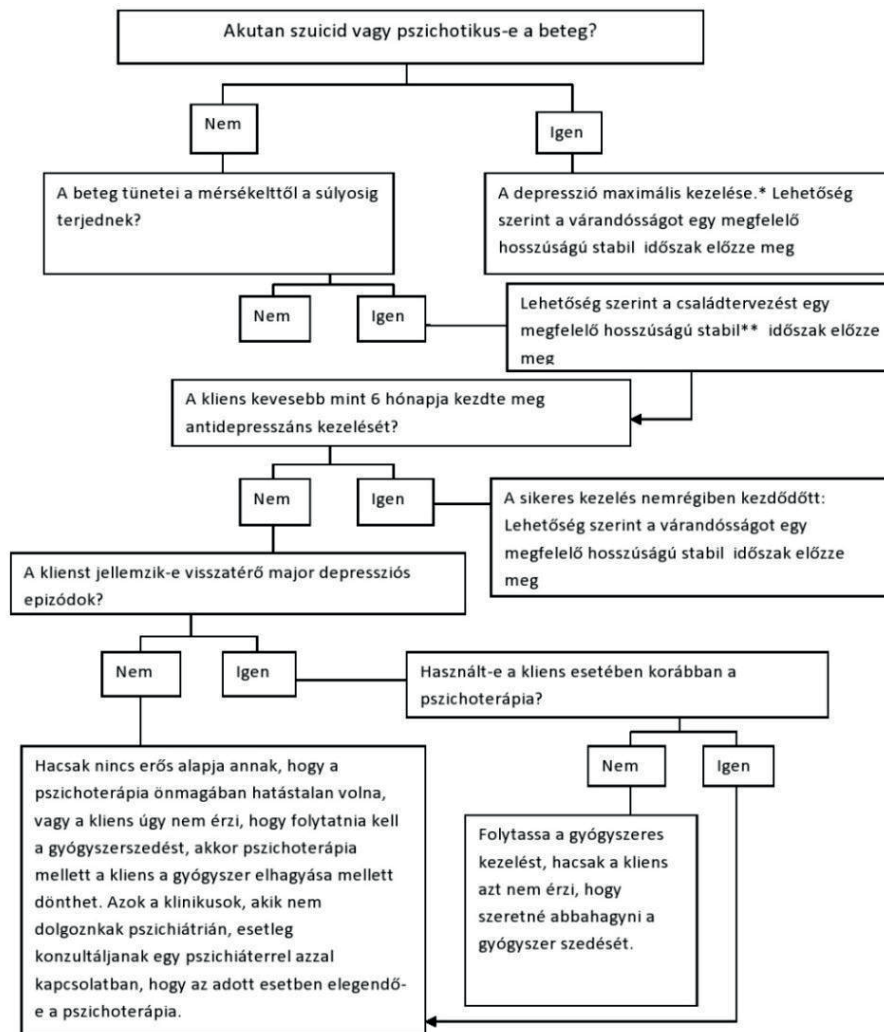 Akutan szuicid vagy pszichotikus-e a beteg?
Nem
Igen
A beteg tünetei a mérsékelttől a súlyosig
terjednek?
A depresszió maximális kezelése.* Lehetőség
szerint a várandósságot egy megfelelő
hosszúságú stabil időszak előzze meg
Nem
Igen
Lehetőség szerint a családtervezést egy
megfelelő hosszúságú stabil** időszak előzze
meg
A kliens kevesebb mint 6 hónapja kezdte meg
antidepresszáns kezelését?
Nem
Igen
A sikeres kezelés nemrégiben kezdődőtt:
Lehetőség szerint a várandósságot egy
megfelelő hosszúságú stabil időszak előzze
meg
A klienst jellemzik-e visszatérő major depressziós
epizódok?
Nem
Igen
Használt-e a kliens esetében korábban a
pszichoterápia?
Nem
Igen
Hacsak nincs erős alapja annak, hogy a
pszichoterápia önmagában hatástalan volna,
vagy a kliens úgy nem érzi, hogy folytatnia kell
a gyógyszerszedést, akkor pszichoterápia
mellett a kliens a gyógyszer elhagyása mellett
dönthet. Azok a klinikusok, akik nem
dolgoznkak pszichiátrián, esetleg
konzultáljanak egy pszichiáterrel azzal
kapcsolatban, hogy az adott esetben elegendő-
e a pszichoterápia.
Folytassa a gyógyszeres
kezelést, hacsak a kliens
azt nem érzi, hogy
szeretné abbahagyni a
gyógyszer szedését.